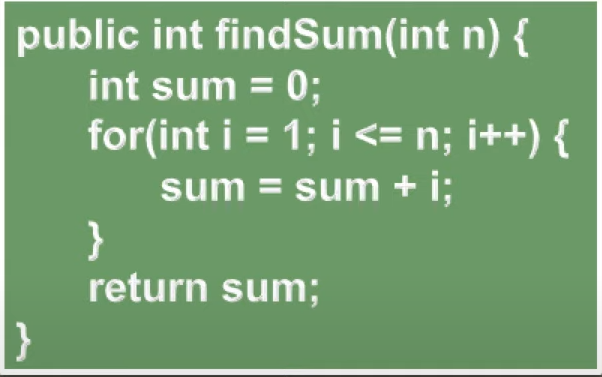 public int findSum(int n) {
int sum = 0;
for(int i = 1; i <= n; i++) {
sum = sum + i;
}
return sum;
}